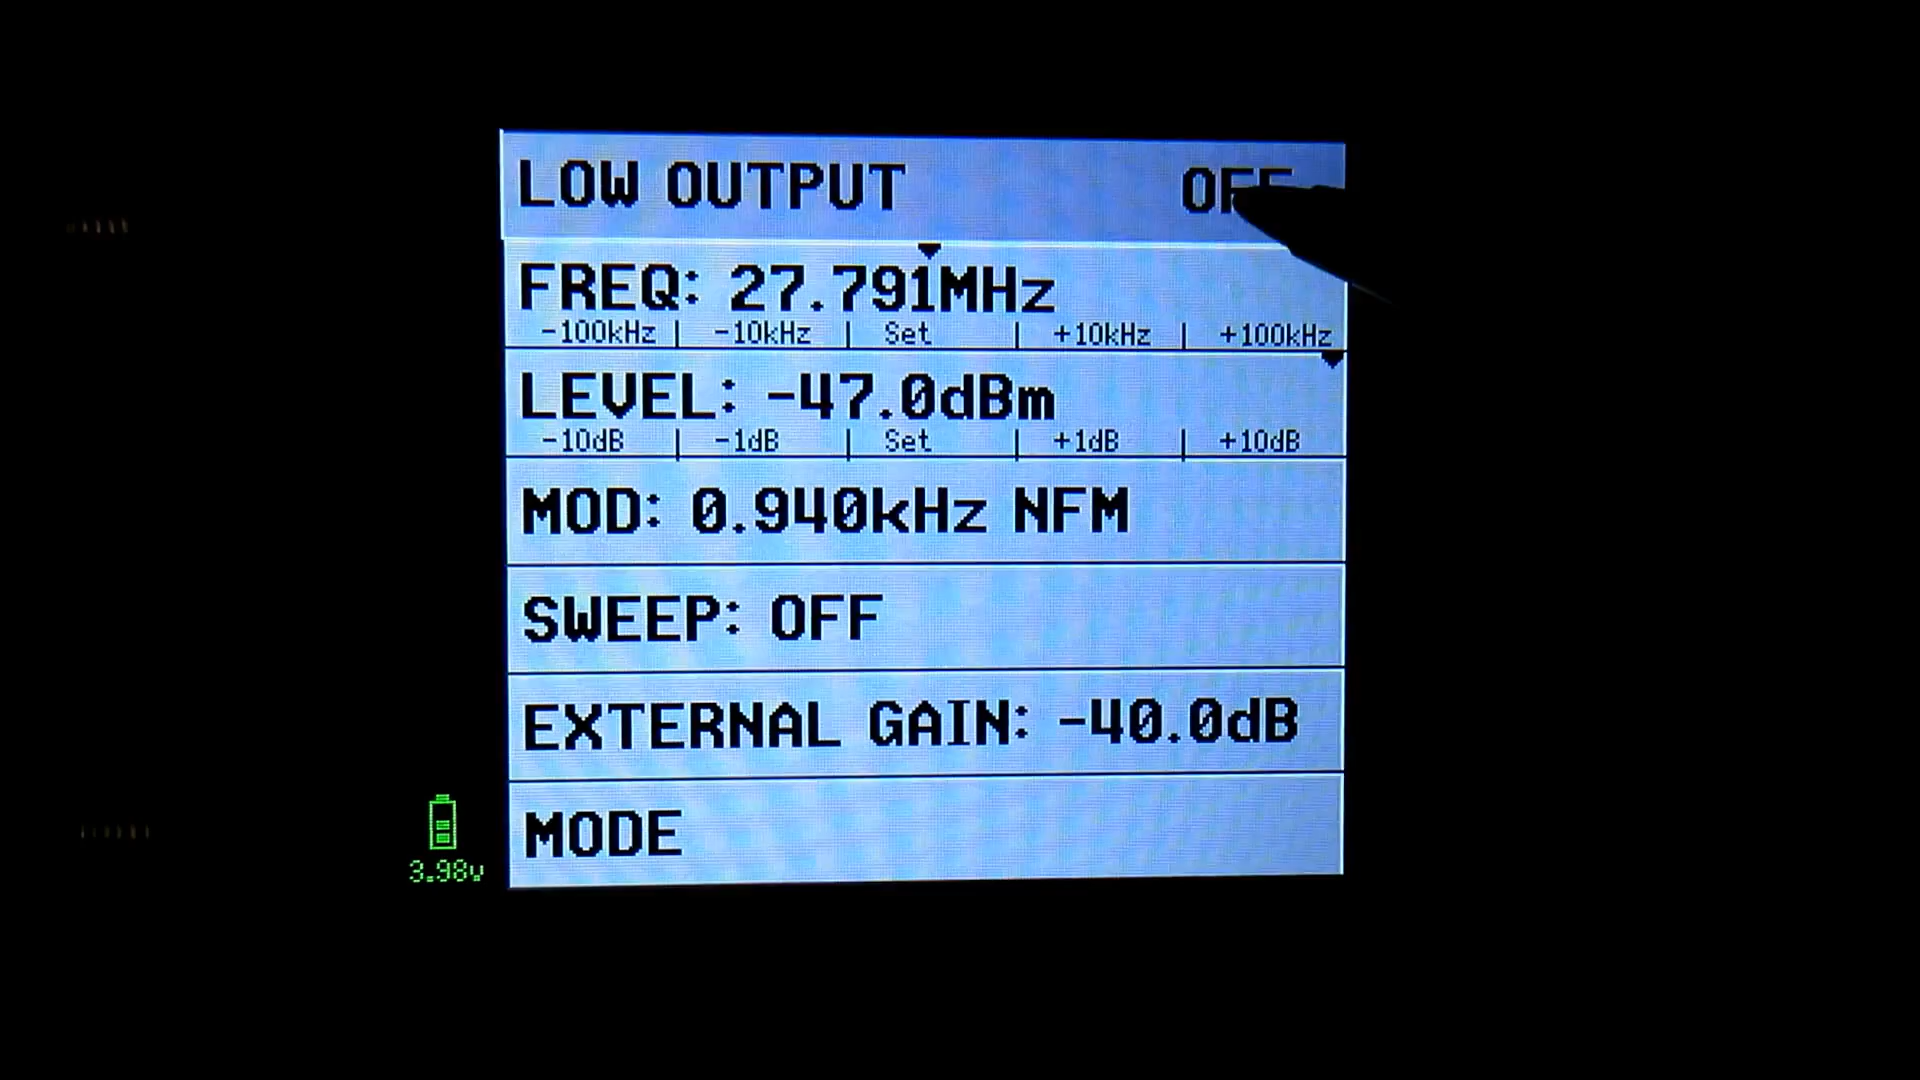 LOW OUTPUT OFF
FREQ: 27.791MHz
-100kHz | -10kHz | Set | +10kHz | +100kHz
LEVEL: -47.0dBm
-10dB | -1dB | Set | +1dB | +10dB
MOD: 0.940kHz NFM
SWEEP: OFF
EXTERNAL GAIN: -40.0dB
MODE
3.98v